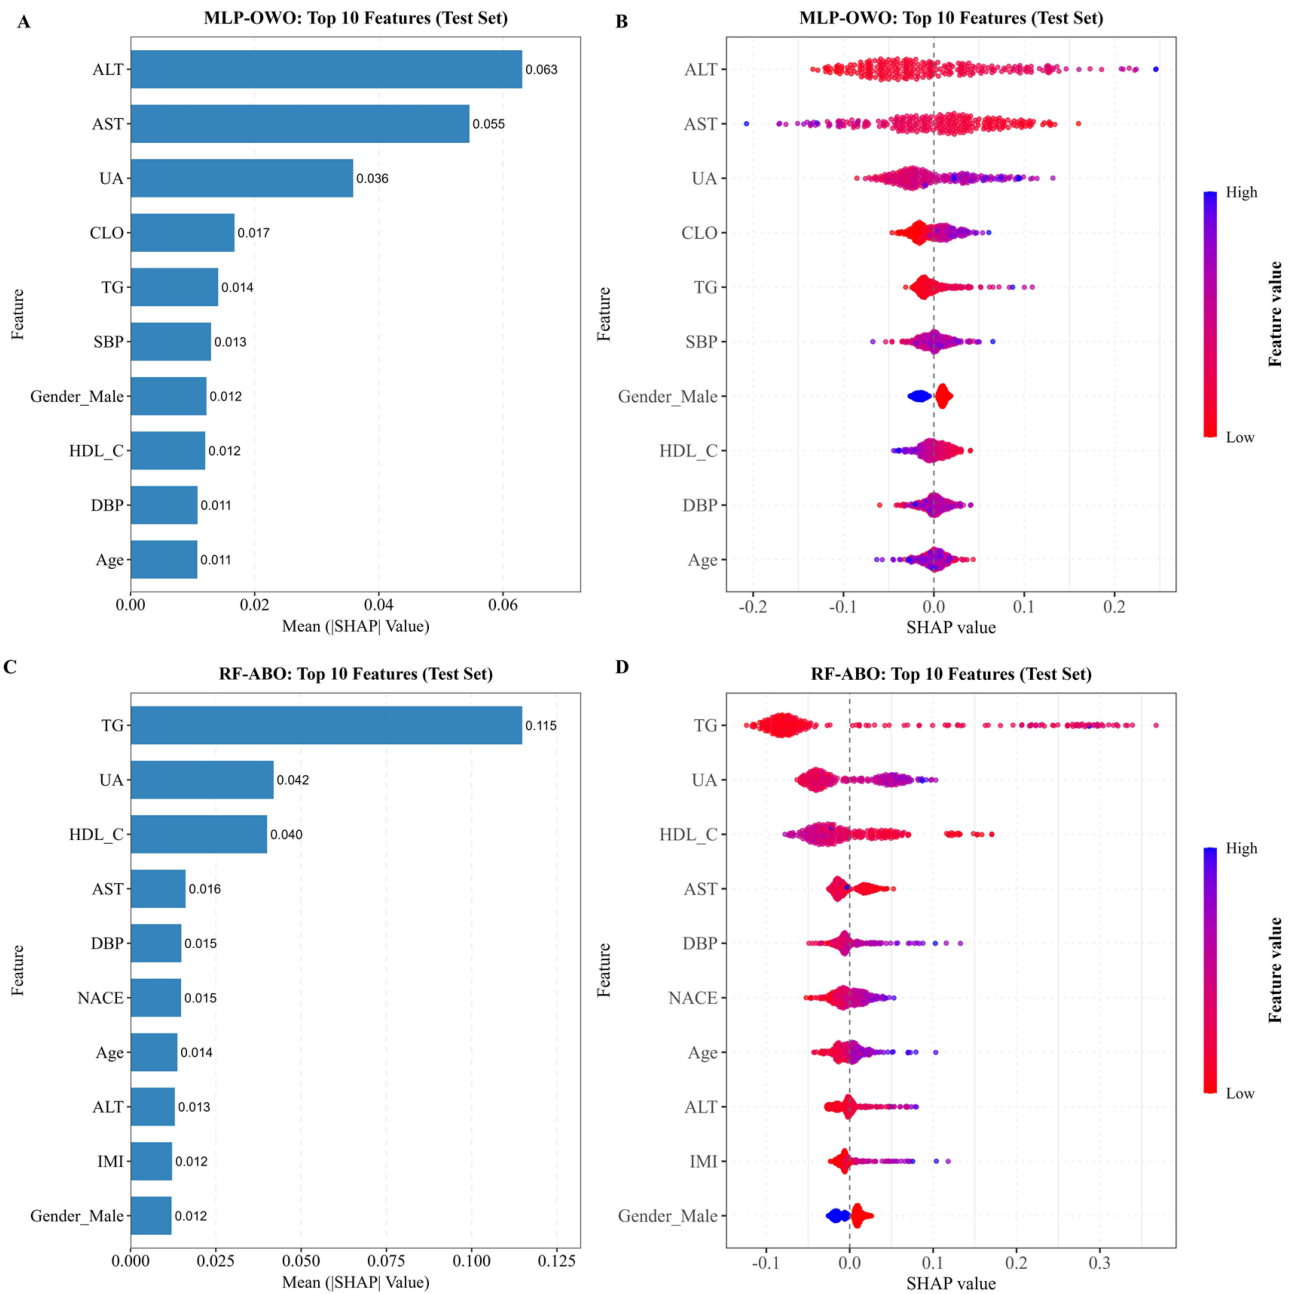 A
MLP-OWO: Top 10 Features (Test Set)
Feature
ALT
0.063
AST
0.055
UA
0.036
CLO
0.017
TG
0.014
SBP
0.013
Gender_Male
0.012
HDL_C
0.012
DBP
0.011
Age
0.011
0.00
0.02
0.04
0.06
Mean (|SHAP| Value)
B
MLP-OWO: Top 10 Features (Test Set)
Feature
ALT
AST
UA
CLO
TG
SBP
Gender_Male
HDL_C
DBP
Age
-0.2
-0.1
0.0
0.1
0.2
SHAP value
High
Low
Feature value
C
RF-ABO: Top 10 Features (Test Set)
Feature
TG
0.115
UA
0.042
HDL_C
0.040
AST
0.016
DBP
0.015
NACE
0.015
Age
0.014
ALT
0.013
IMI
0.012
Gender_Male
0.012
0.000
0.025
0.050
0.075
0.100
0.125
Mean (|SHAP| Value)
D
RF-ABO: Top 10 Features (Test Set)
Feature
TG
UA
HDL_C
AST
DBP
NACE
Age
ALT
IMI
Gender_Male
-0.1
0.0
0.1
0.2
0.3
SHAP value
High
Low
Feature value